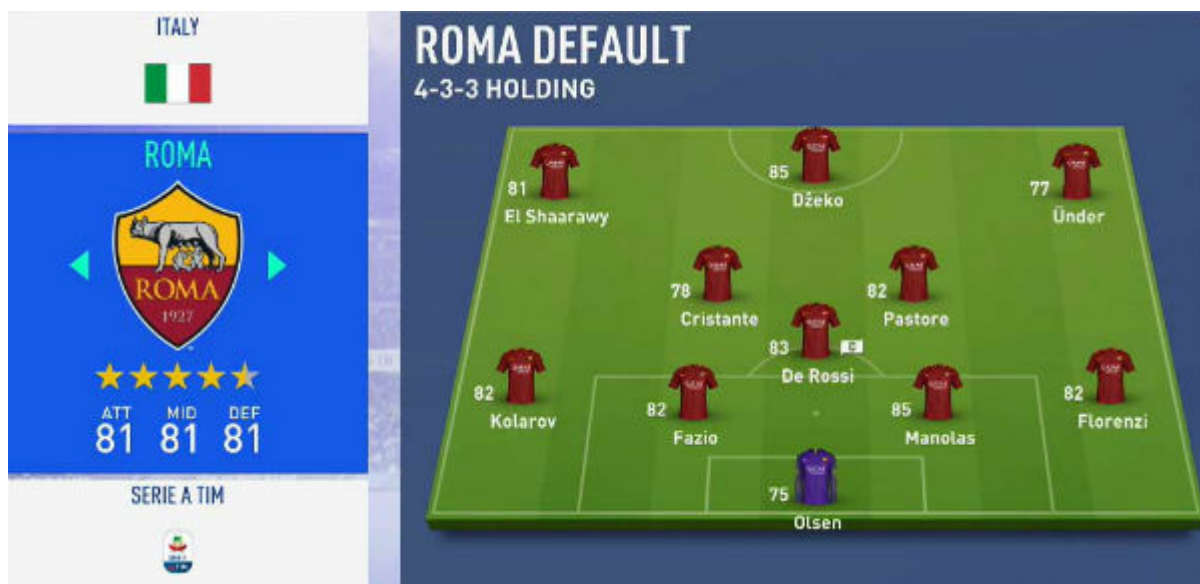 ITALY
ROMA
ROMA
1927
ATT MID DEF
81 81 81
SERIE A TIM
ROMA DEFAULT
4-3-3 HOLDING
81
El Shaarawy
85
Džeko
77
Ünder
78
Cristante
82
Pastore
83
C
De Rossi
82
Kolarov
82
Fazio
85
Manolas
82
Florenzi
75
Olsen